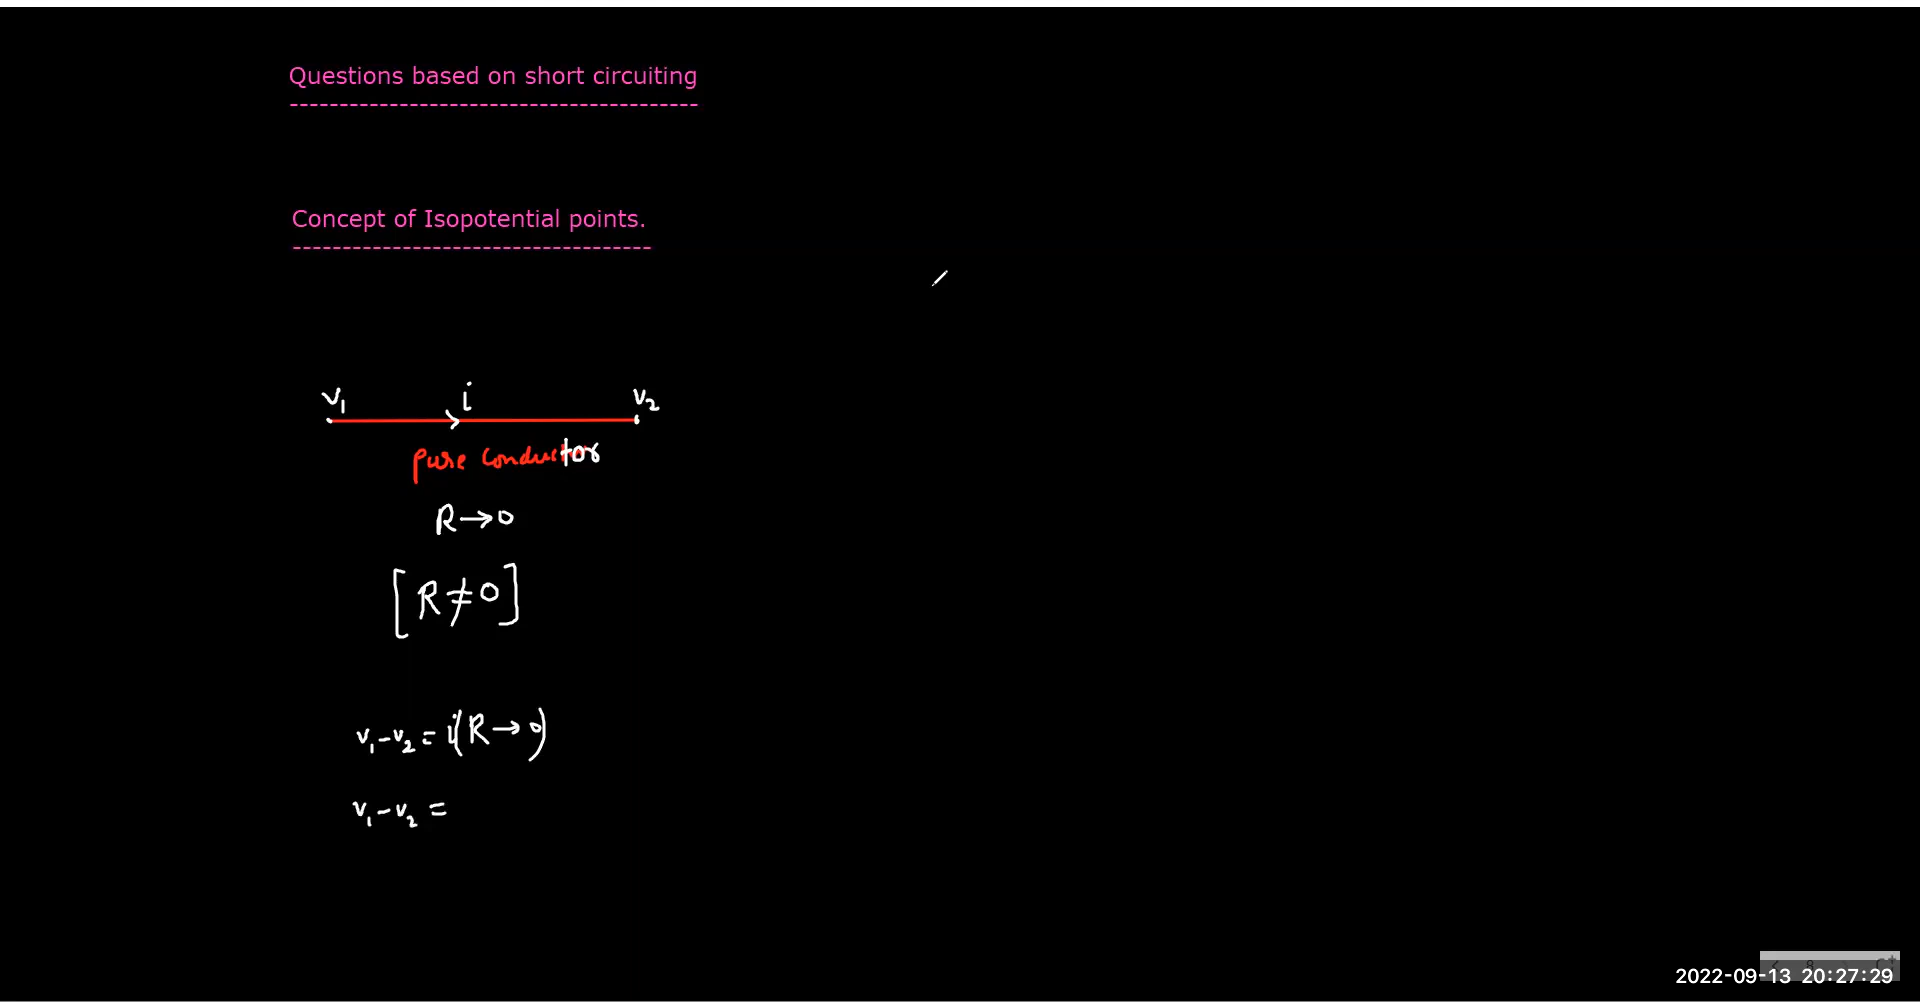 Questions based on short circuiting
----------------------------------------
Concept of Isopotential points.
-----------------------------------
V₁ i V₂
pure conductor
R→0
[R≠0]
V₁-V₂ = i(R→0)
V₁-V₂ =
8
2022-09-13 20:27:29